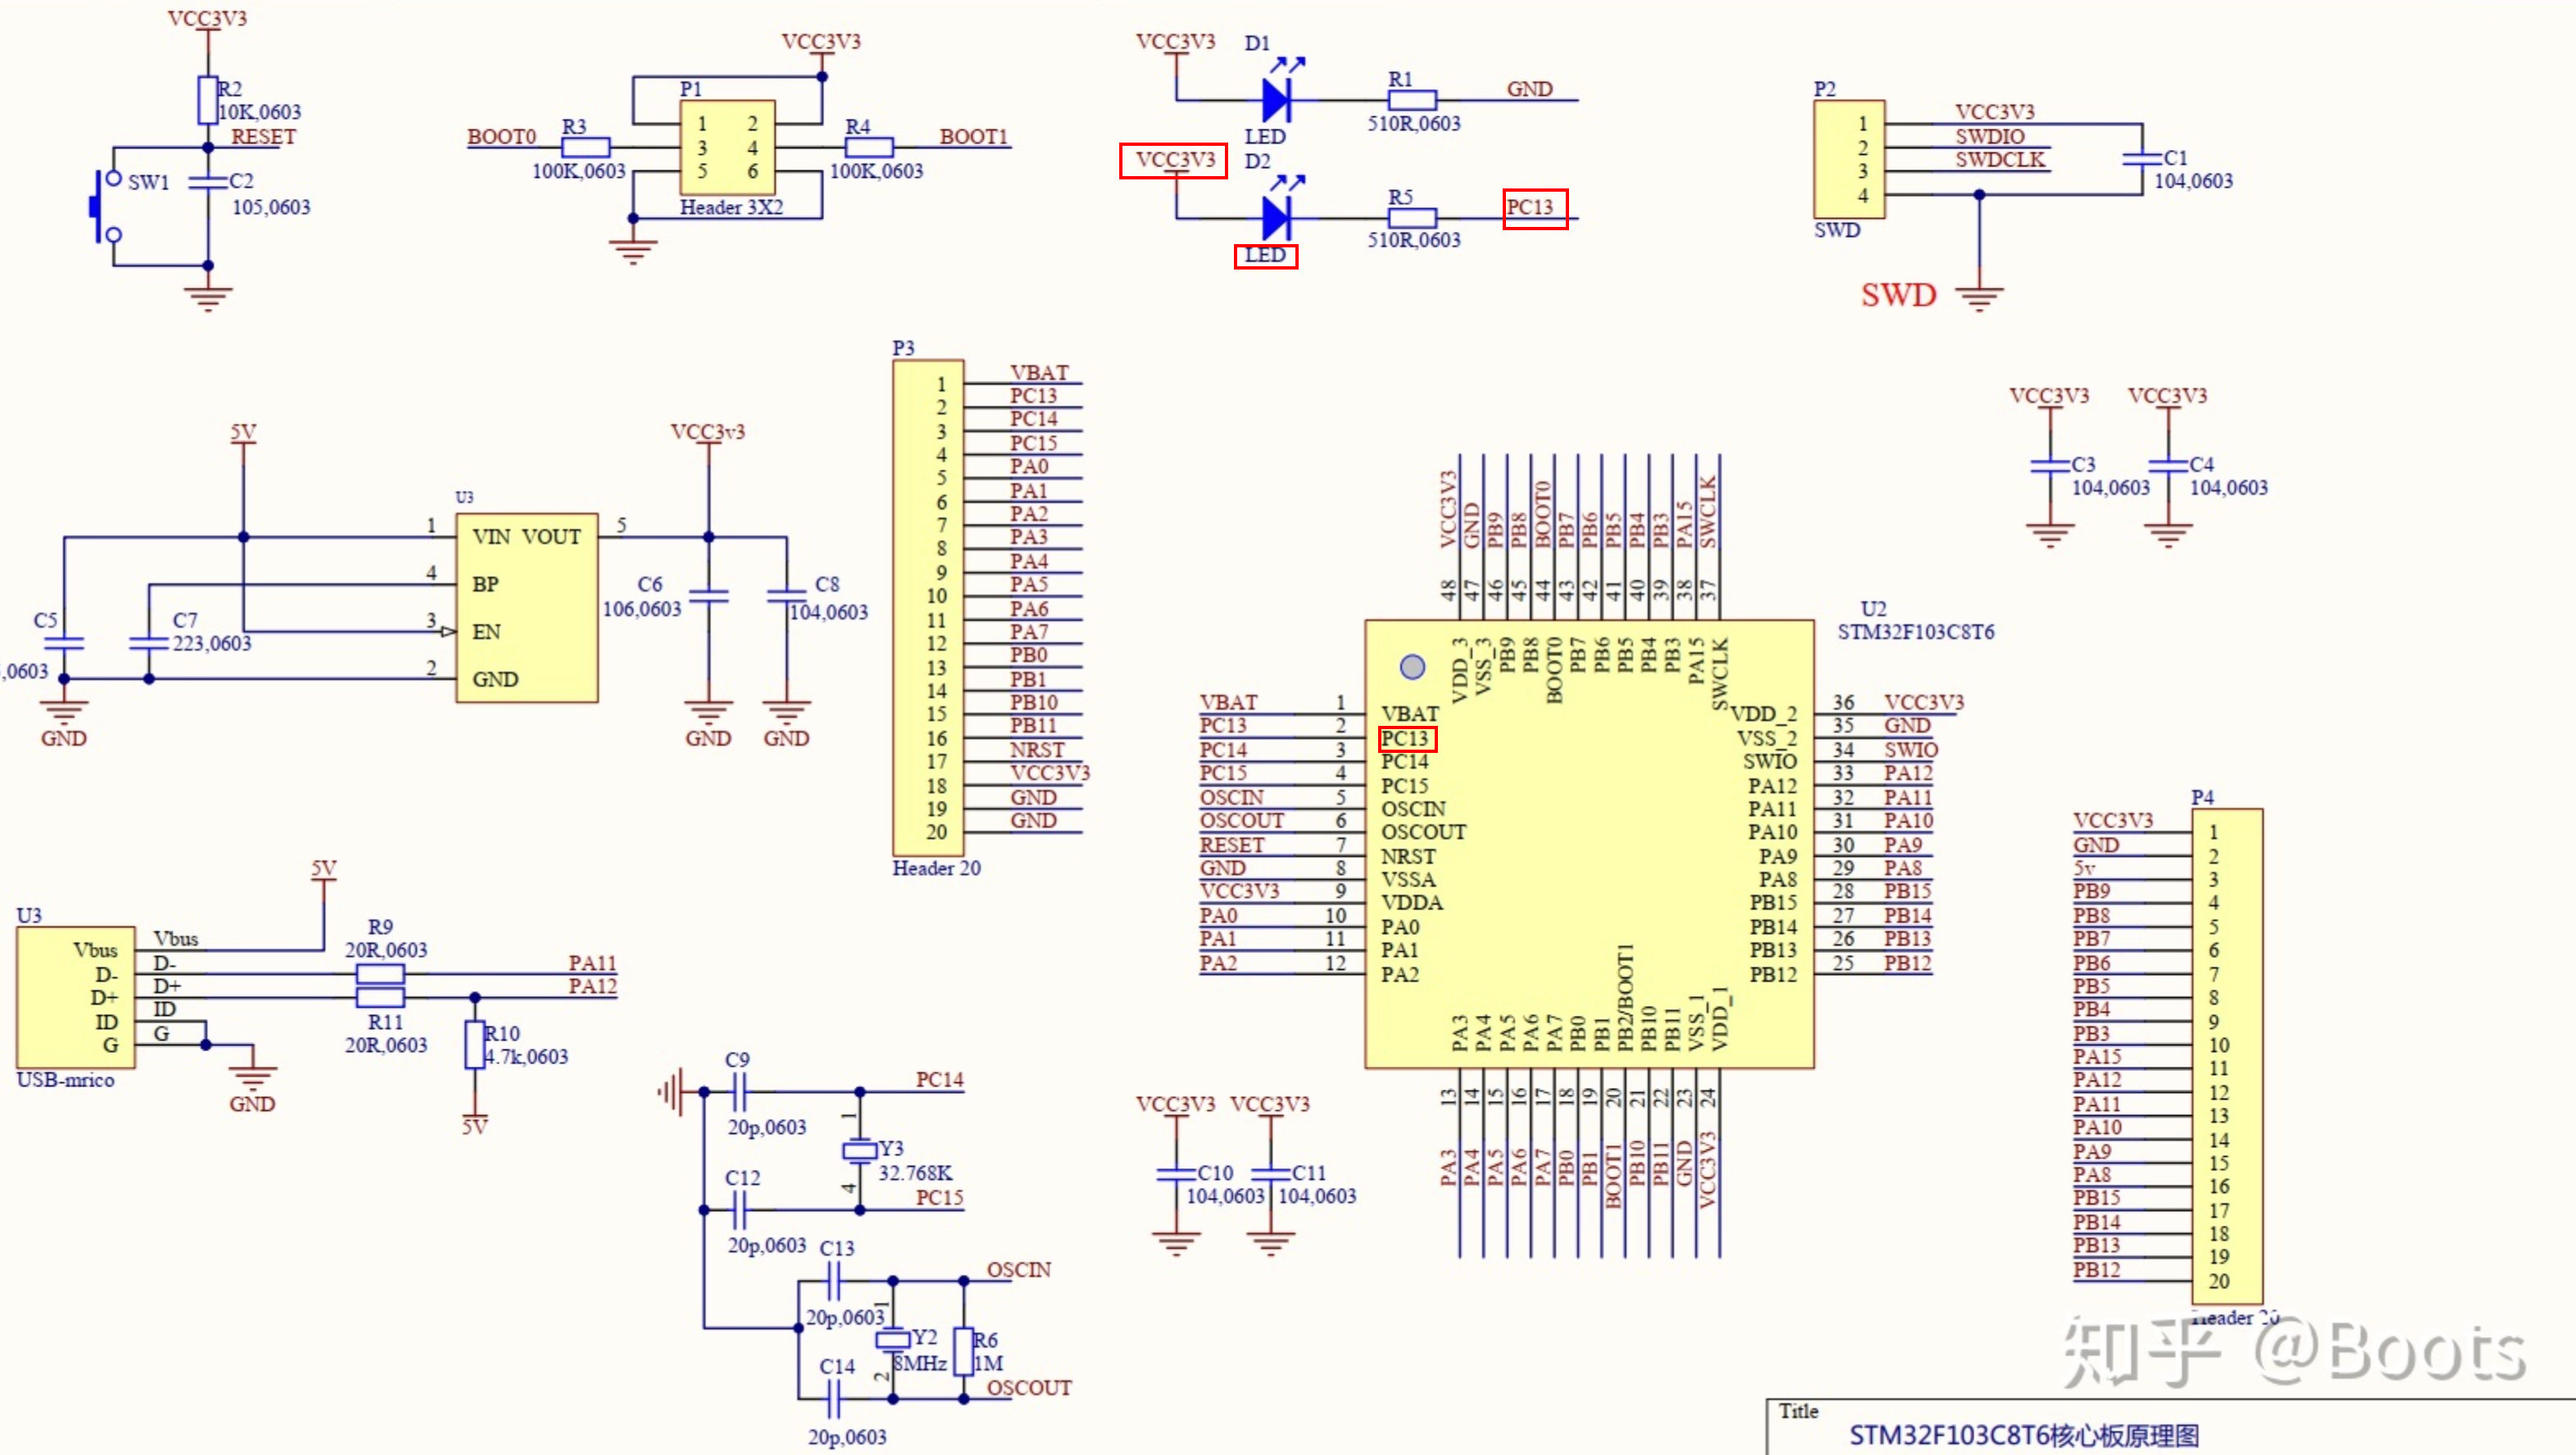 VCC3V3
R2
10K,0603
RESET
SW1
C2
105,0603
VCC3V3
P1
BOOT0
R3
100K,0603
1 2
3 4
5 6
R4
100K,0603
BOOT1
Header 3X2
VCC3V3
D1
LED
R1
510R,0603
GND
VCC3V3
D2
LED
R5
510R,0603
PC13
P2
1 VCC3V3
2 SWDIO
3 SWDCLK
4
SWD
C1
104,0603
SWD
5V
U3
VCC3v3
1 VIN VOUT 5
4 BP
3 EN
2 GND
C5
,0603
C7
223,0603
C6
106,0603
C8
104,0603
GND
GND
GND
P3
1 VBAT
2 PC13
3 PC14
4 PC15
5 PA0
6 PA1
7 PA2
8 PA3
9 PA4
10 PA5
11 PA6
12 PA7
13 PB0
14 PB1
15 PB10
16 PB11
17 NRST
18 VCC3V3
19 GND
20 GND
Header 20
VCC3V3
C3
104,0603
VCC3V3
C4
104,0603
U2
STM32F103C8T6
VCC3V3 GND PB9 PB8 BOOT0 PB7 PB6 PB5 PB4 PB3 PA15 SWCLK
48 47 46 45 44 43 42 41 40 39 38 37
VDD_3 VSS_3 PB9 PB8 BOOT0 PB7 PB6 PB5 PB4 PB3 PA15 SWCLK
VBAT 1 VBAT
PC13 2 PC13
PC14 3 PC14
PC15 4 PC15
OSCIN 5 OSCIN
OSCOUT 6 OSCOUT
RESET 7 NRST
GND 8 VSSA
VCC3V3 9 VDDA
PA0 10 PA0
PA1 11 PA1
PA2 12 PA2
VDD_2 36 VCC3V3
VSS_2 35 GND
SWIO 34 SWIO
PA12 33 PA12
PA11 32 PA11
PA10 31 PA10
PA9 30 PA9
PA8 29 PA8
PB15 28 PB15
PB14 27 PB14
PB13 26 PB13
PB12 25 PB12
PA3 PA4 PA5 PA6 PA7 PB0 PB1 PB2/BOOT1 PB10 PB11 VSS_1 VDD_1
13 14 15 16 17 18 19 20 21 22 23 24
PA3 PA4 PA5 PA6 PA7 PB0 PB1 BOOT1 PB10 PB11 GND VCC3V3
P4
VCC3V3 1
GND 2
5v 3
PB9 4
PB8 5
PB7 6
PB6 7
PB5 8
PB4 9
PB3 10
PA15 11
PA12 12
PA11 13
PA10 14
PA9 15
PA8 16
PB15 17
PB14 18
PB13 19
PB12 20
Header 20
U3
5V
Vbus Vbus
D- D-
D+ D+
ID ID
G G
USB-mrico
GND
R9
20R,0603
R11
20R,0603
PA11
PA12
R10
4.7k,0603
5V
C9
20p,0603
PC14
1
Y3
32.768K
4
C12
20p,0603
PC15
C13
20p,0603
OSCIN
1
Y2
8MHz
2
R6
1M
C14
20p,0603
OSCOUT
VCC3V3
C10
104,0603
VCC3V3
C11
104,0603
知乎 @Boots
Title
STM32F103C8T6核心板原理图